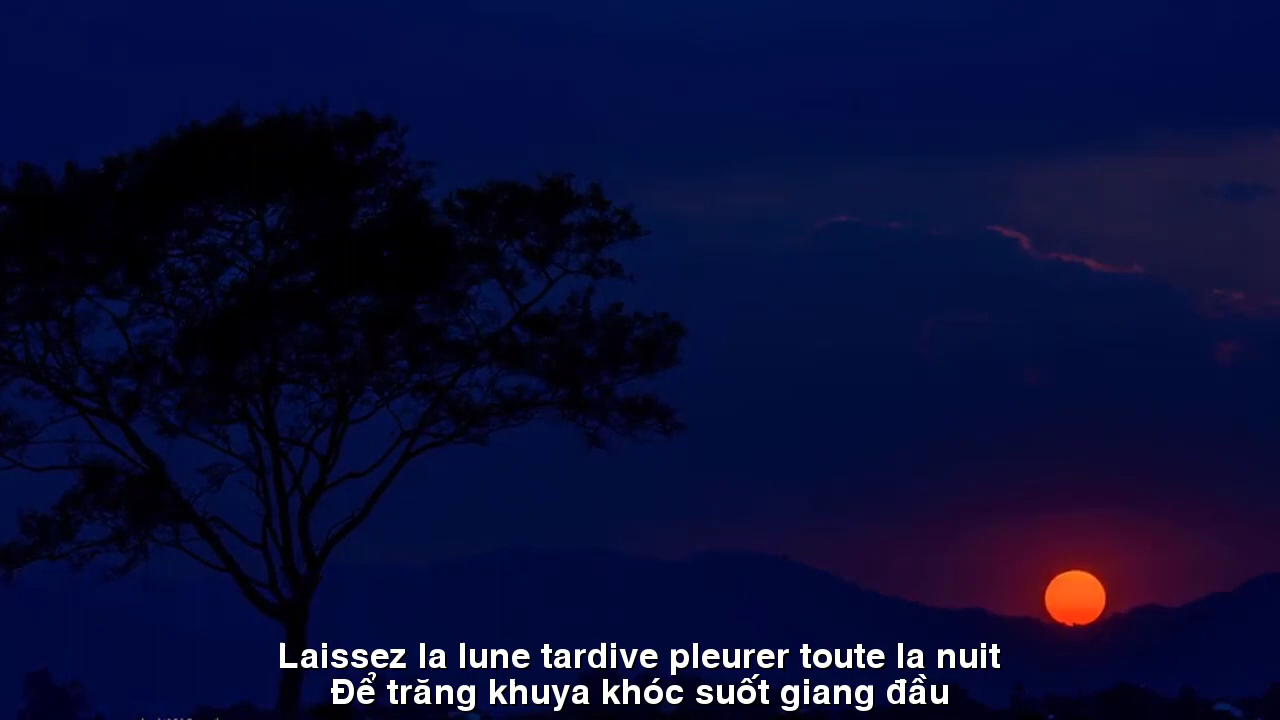 Laissez la lune tardive pleurer toute la nuit
Để trăng khuya khóc suốt giang đầu